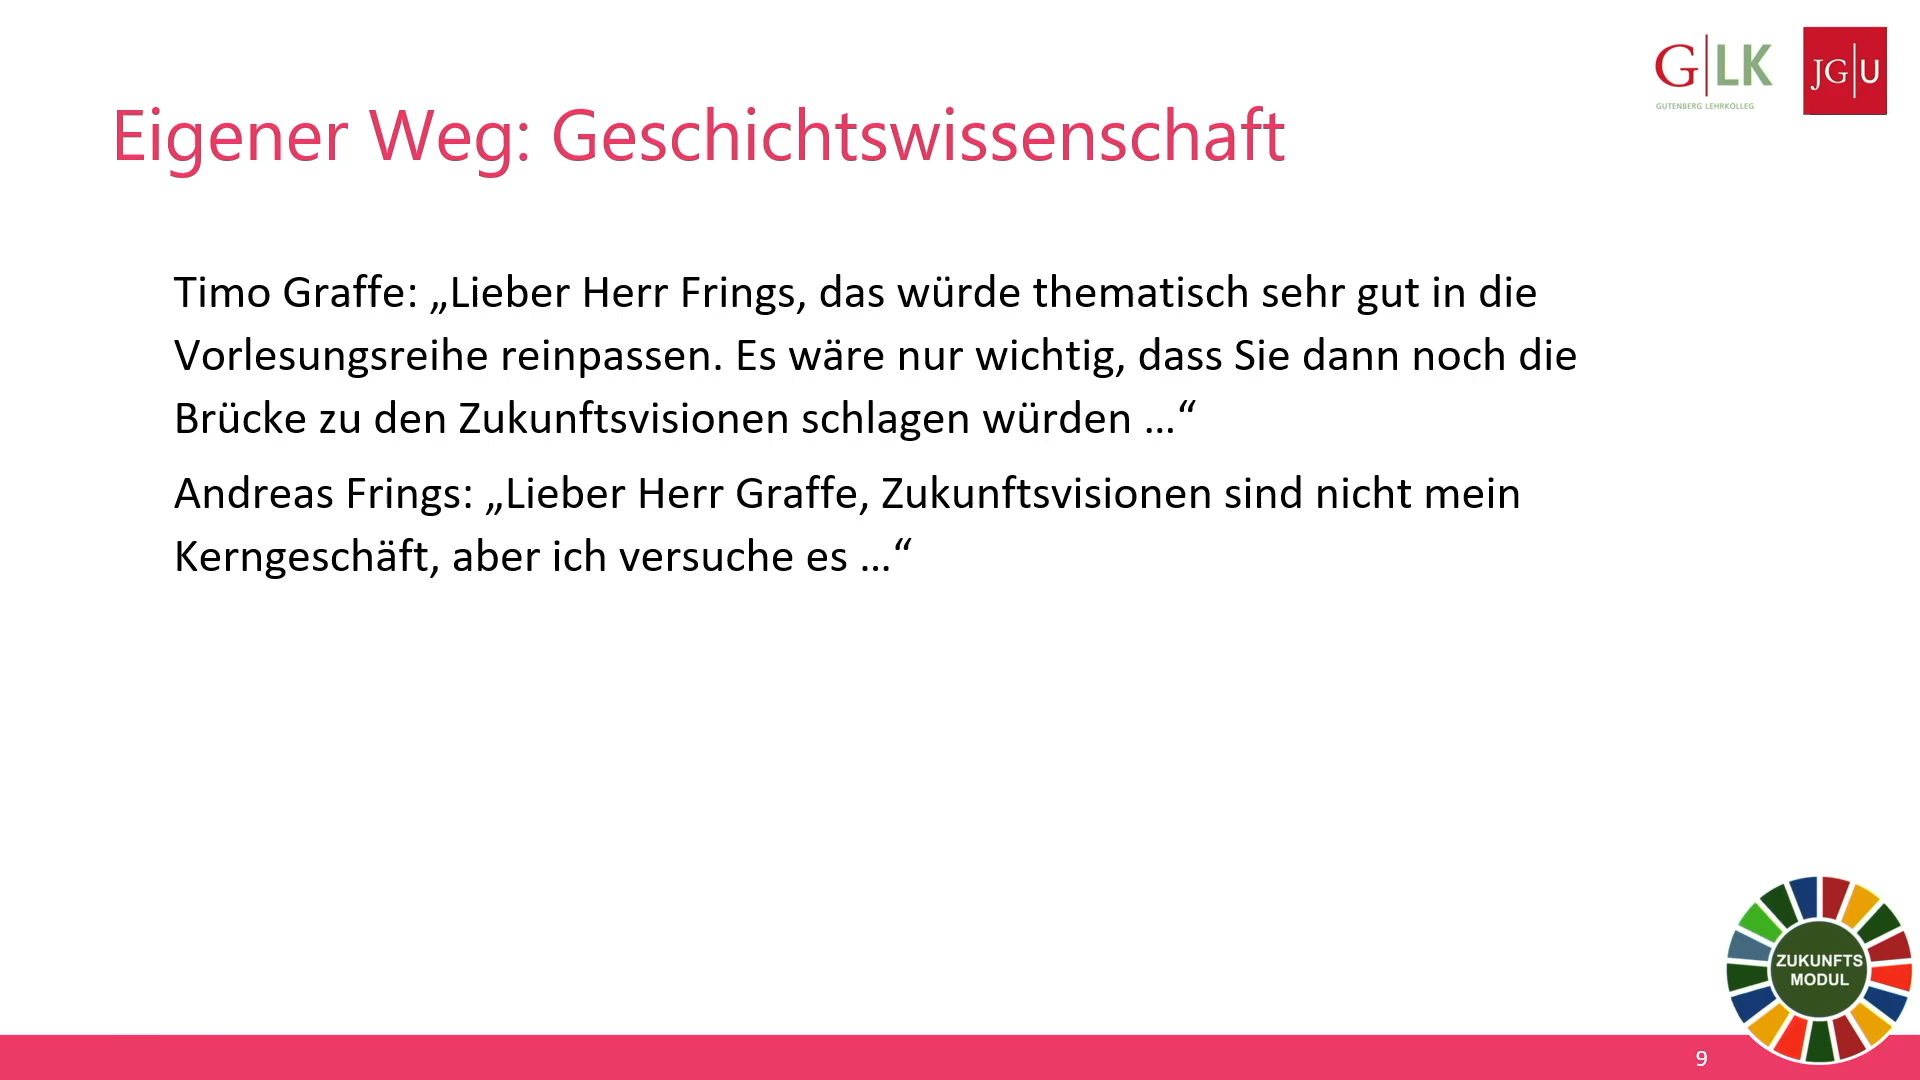 G|LK
GUTENBERG LEHRKOLLEG
JG|U
Eigener Weg: Geschichtswissenschaft
Timo Graffe: „Lieber Herr Frings, das würde thematisch sehr gut in die
Vorlesungsreihe reinpassen. Es wäre nur wichtig, dass Sie dann noch die
Brücke zu den Zukunftsvisionen schlagen würden …“
Andreas Frings: „Lieber Herr Graffe, Zukunftsvisionen sind nicht mein
Kerngeschäft, aber ich versuche es …“
ZUKUNFTS
MODUL
9